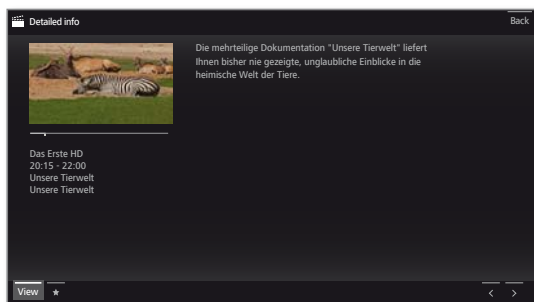 Detailed info
Back
Die mehrteilige Dokumentation "Unsere Tierwelt" liefert
Ihnen bisher nie gezeigte, unglaubliche Einblicke in die
heimische Welt der Tiere.
Das Erste HD
20:15 - 22:00
Unsere Tierwelt
Unsere Tierwelt
View